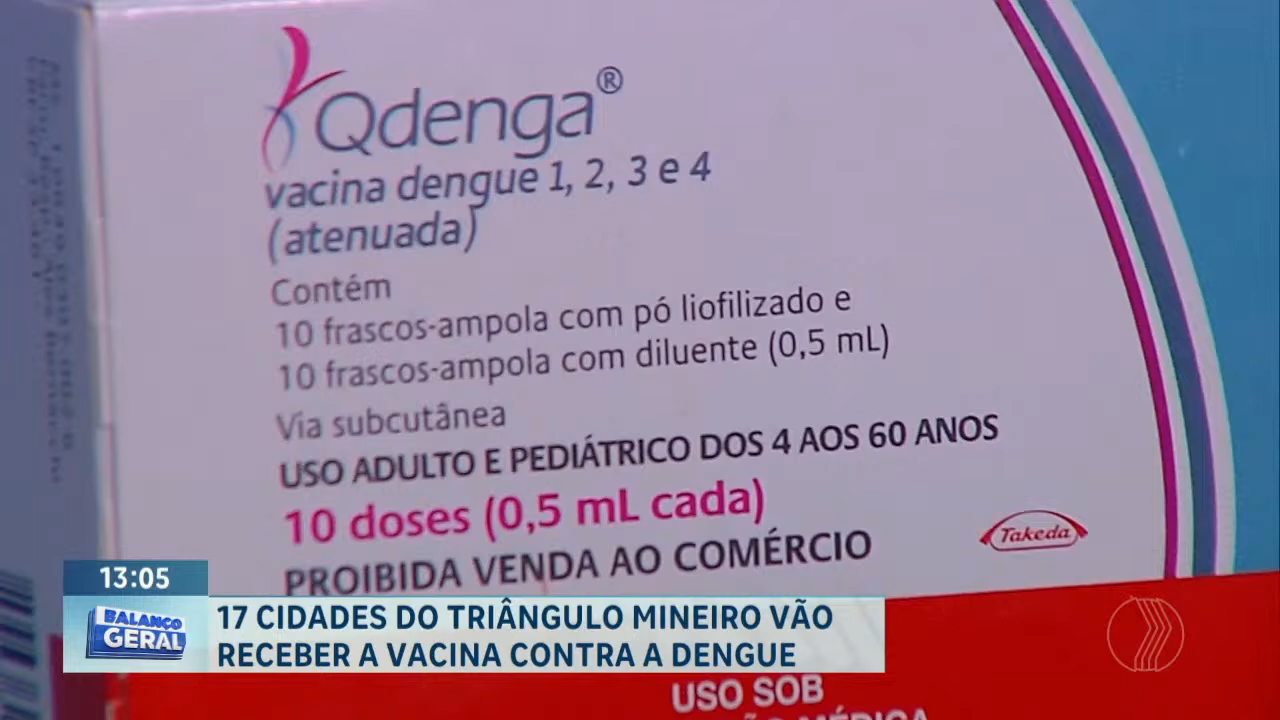 Qdenga®
vacina dengue 1, 2, 3 e 4
(atenuada)
Contém
10 frascos-ampola com pó liofilizado e
10 frascos-ampola com diluente (0,5 mL)
Via subcutânea
USO ADULTO E PEDIÁTRICO DOS 4 AOS 60 ANOS
10 doses (0,5 mL cada)
Takeda
PROIBIDA VENDA AO COMÉRCIO
13:05
BALANÇO
GERAL
17 CIDADES DO TRIÂNGULO MINEIRO VÃO
RECEBER A VACINA CONTRA A DENGUE
USO SOB